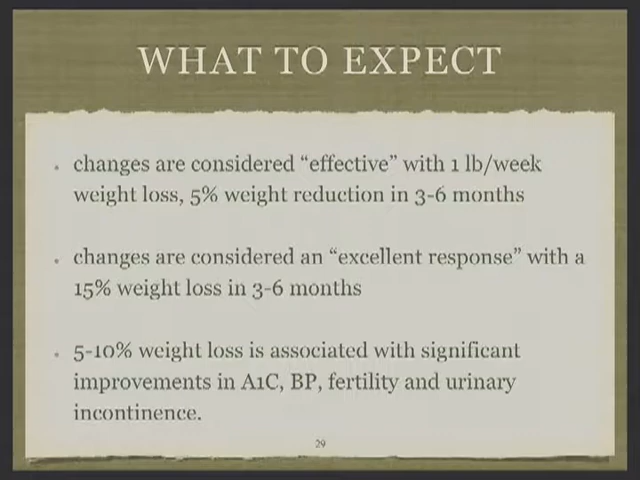 WHAT TO EXPECT
changes are considered “effective” with 1 lb/week
weight loss, 5% weight reduction in 3-6 months
changes are considered an “excellent response” with a
15% weight loss in 3-6 months
5-10% weight loss is associated with significant
improvements in A1C, BP, fertility and urinary
incontinence.
29